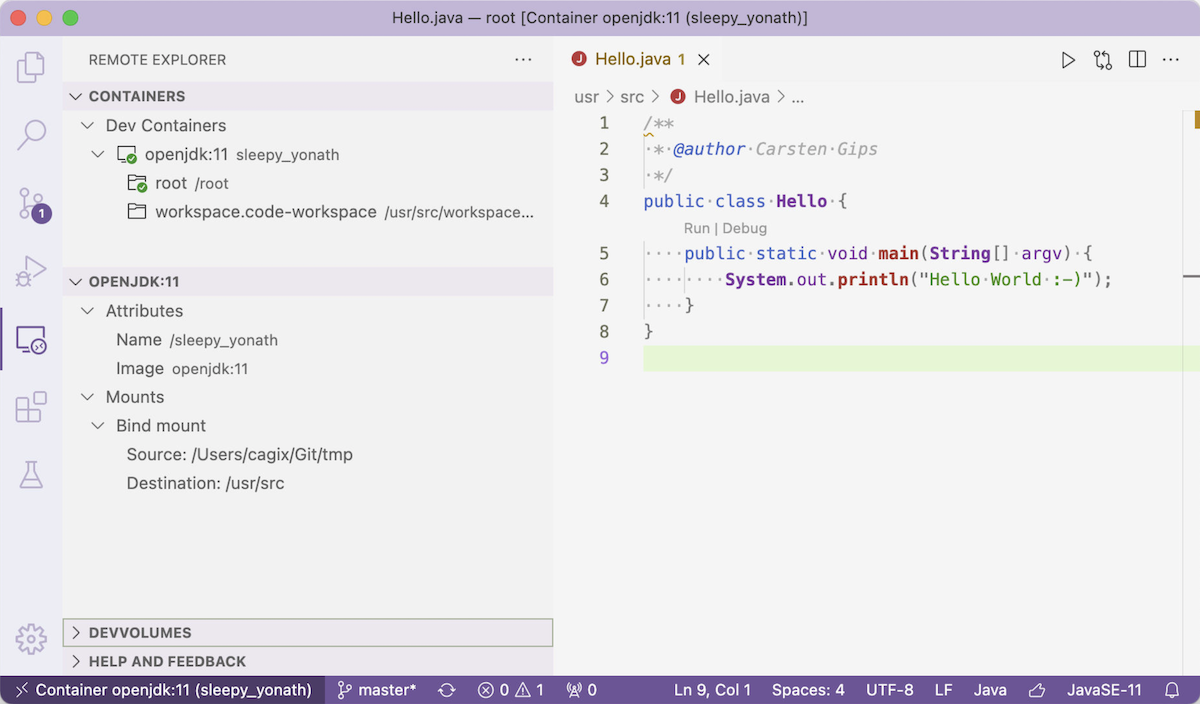 Hello.java — root [Container openjdk:11 (sleepy_yonath)]
REMOTE EXPLORER
CONTAINERS
Dev Containers
openjdk:11 sleepy_yonath
root /root
workspace.code-workspace /usr/src/workspace...
OPENJDK:11
Attributes
Name /sleepy_yonath
Image openjdk:11
Mounts
Bind mount
Source: /Users/cagix/Git/tmp
Destination: /usr/src
DEVVOLUMES
HELP AND FEEDBACK
1
J Hello.java 1
usr > src > J Hello.java > ...
1 /**
2 ·*·@author·Carsten·Gips
3 ·*/
4 public·class·Hello·{
Run | Debug
5 ····public·static·void·main(String[]·argv)·{
6 ········System.out.println("Hello·World·:-)");
7 ····}
8 }
9
Container openjdk:11 (sleepy_yonath) master* 0 1 0 Ln 9, Col 1 Spaces: 4 UTF-8 LF Java JavaSE-11